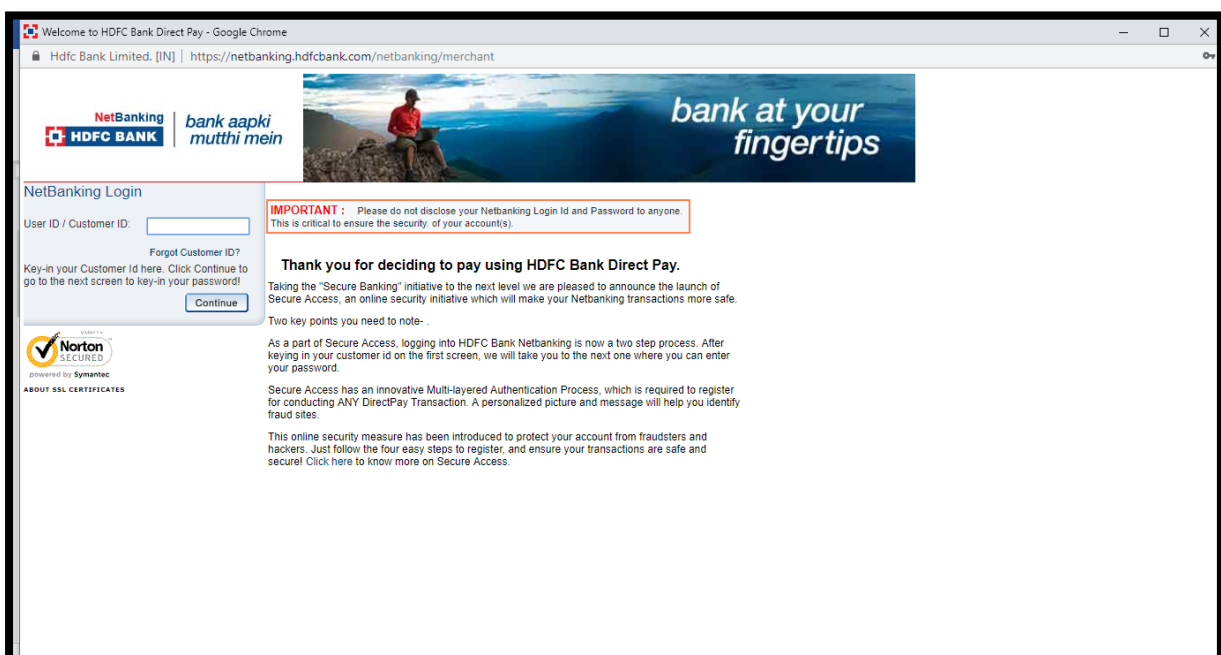 Welcome to HDFC Bank Direct Pay - Google Chrome
Hdfc Bank Limited. [IN] | https://netbanking.hdfcbank.com/netbanking/merchant
NetBanking
HDFC BANK
bank aapki
mutthi mein
bank at your
fingertips
NetBanking Login
User ID / Customer ID:
Forgot Customer ID?
Key-in your Customer Id here. Click Continue to
go to the next screen to key-in your password!
Continue
Norton
SECURED
powered by Symantec
ABOUT SSL CERTIFICATES
IMPORTANT : Please do not disclose your Netbanking Login Id and Password to anyone.
This is critical to ensure the security. of your account(s).
Thank you for deciding to pay using HDFC Bank Direct Pay.
Taking the "Secure Banking" initiative to the next level we are pleased to announce the launch of
Secure Access, an online security initiative which will make your Netbanking transactions more safe.
Two key points you need to note- .
As a part of Secure Access, logging into HDFC Bank Netbanking is now a two step process. After
keying in your customer id on the first screen, we will take you to the next one where you can enter
your password.
Secure Access has an innovative Multi-layered Authentication Process, which is required to register
for conducting ANY DirectPay Transaction. A personalized picture and message will help you identify
fraud sites.
This online security measure has been introduced to protect your account from fraudsters and
hackers. Just follow the four easy steps to register, and ensure your transactions are safe and
secure! Click here to know more on Secure Access.